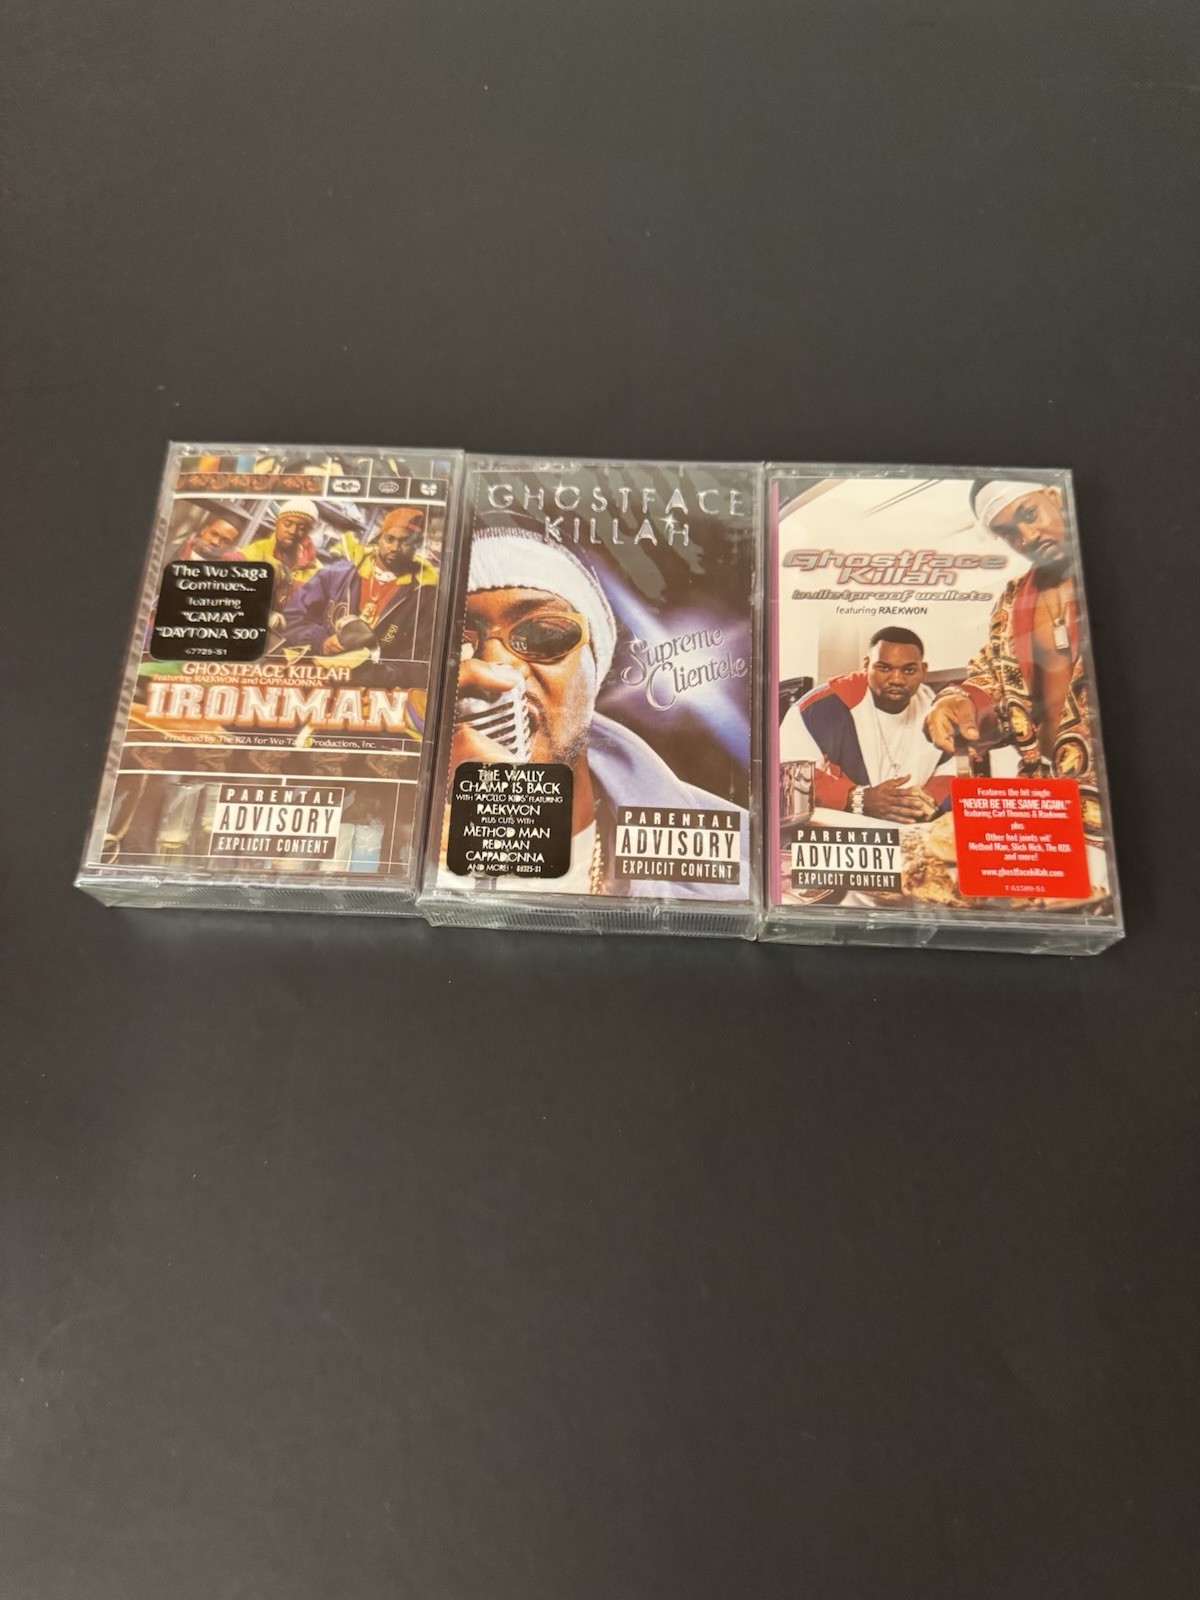 The Wu Saga
Continues...
featuring
"CAMAY"
"DAYTONA 500"
67729-S1
GHOSTFACE KILLAH
featuring RAEKWON and CAPPADONNA
IRONMAN
Produced by The RZA for Wu-Tang Productions, Inc.
PARENTAL
ADVISORY
EXPLICIT CONTENT
GHOSTFACE
KILLAH
Supreme
Clientele
THE WALLY
CHAMP IS BACK
WITH "APOLLO KIDS" FEATURING
RAEKWON
PLUS CUTS WITH
METHOD MAN
REDMAN
CAPPADONNA
AND MORE! 69325-S1
PARENTAL
ADVISORY
EXPLICIT CONTENT
Ghostface
Killah
bulletproof wallets
featuring RAEKWON
Features the hit single
"NEVER BE THE SAME AGAIN."
featuring Carl Thomas & Raekwon.
plus
Other hot joints wit'
Method Man, Slick Rick, The RZA
and more!
www.ghostfacekillah.com
T 61589-S1
PARENTAL
ADVISORY
EXPLICIT CONTENT